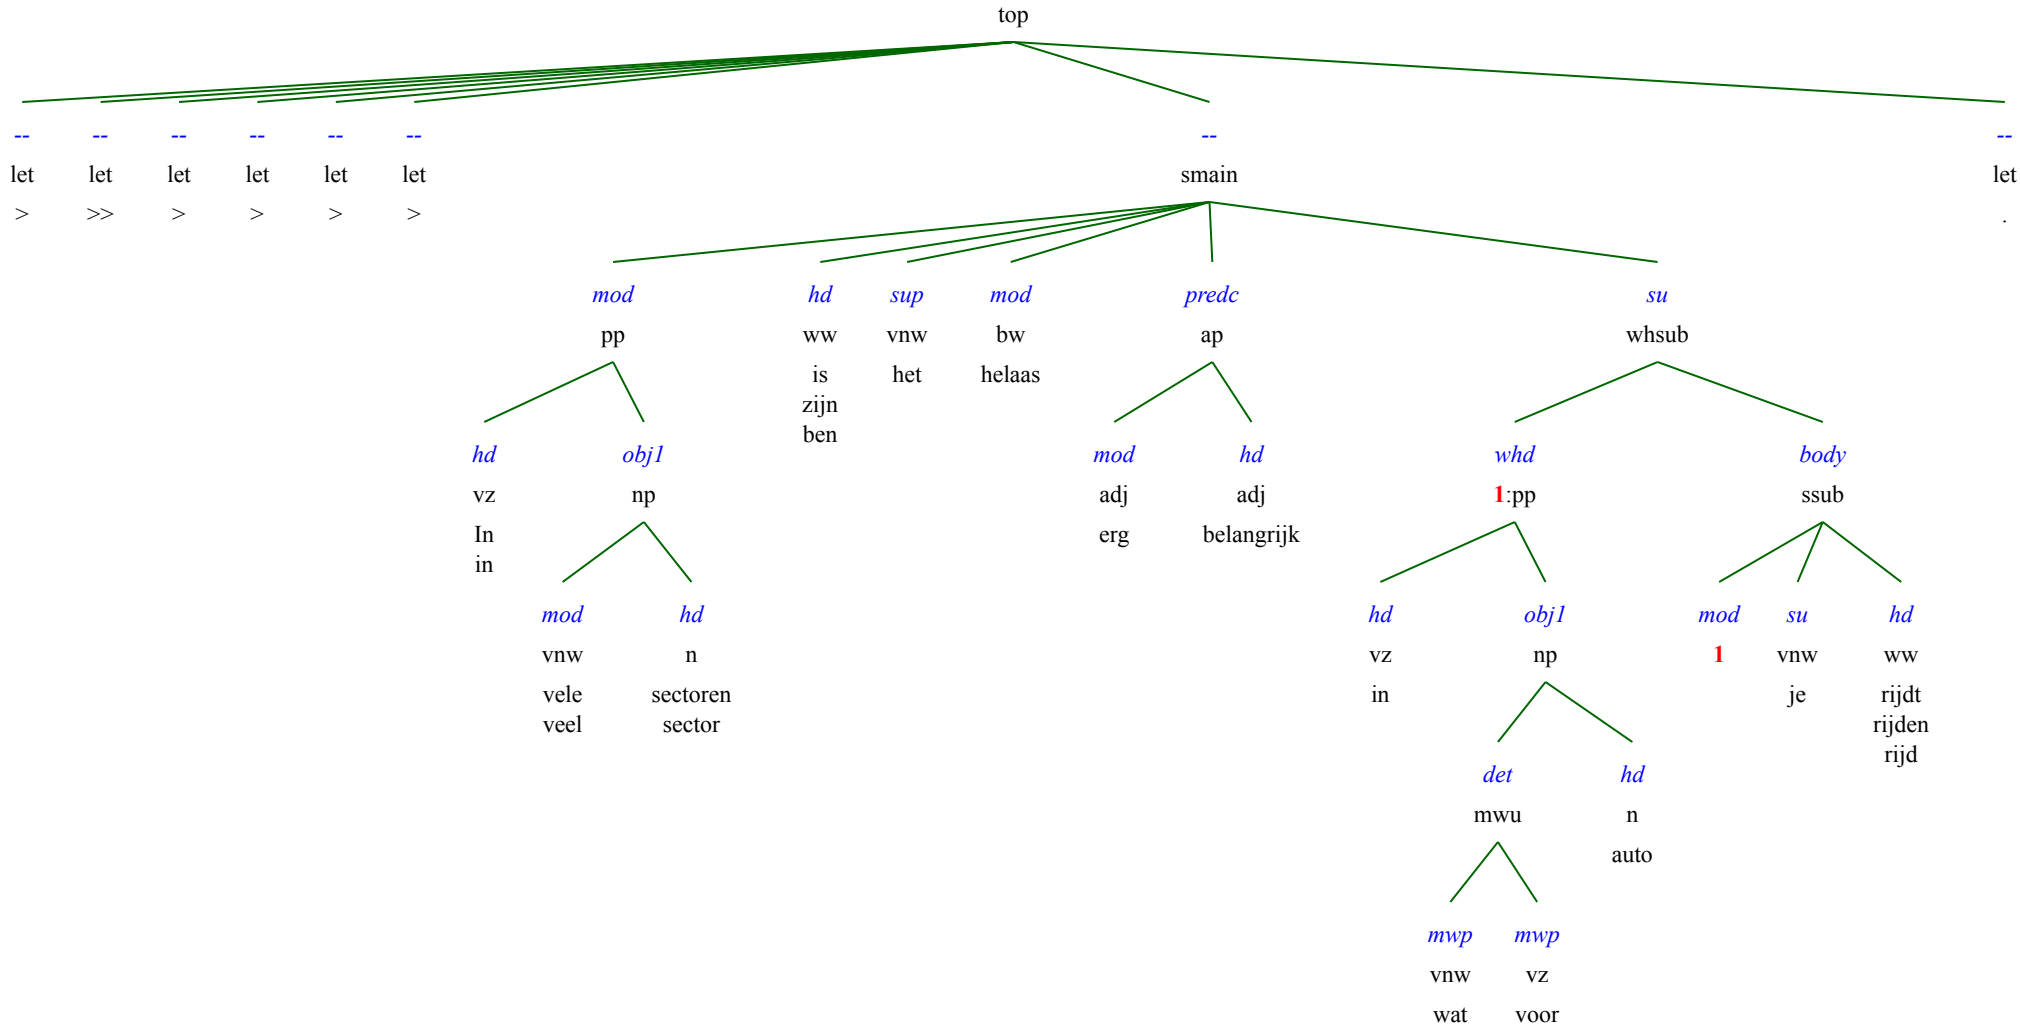 top
-- -- -- -- -- -- -- --
let let let let let let smain let
> >> > > > > .
mod hd sup mod predc su
pp ww vnw bw ap whsub
is het helaas
zijn
ben
hd obj1 mod hd whd body
vz np adj adj 1:pp ssub
In erg belangrijk
in
mod hd hd obj1 mod su hd
vnw n vz np 1 vnw ww
vele sectoren in je rijdt
veel sector rijden
rijd
det hd
mwu n
auto
mwp mwp
vnw vz
wat voor